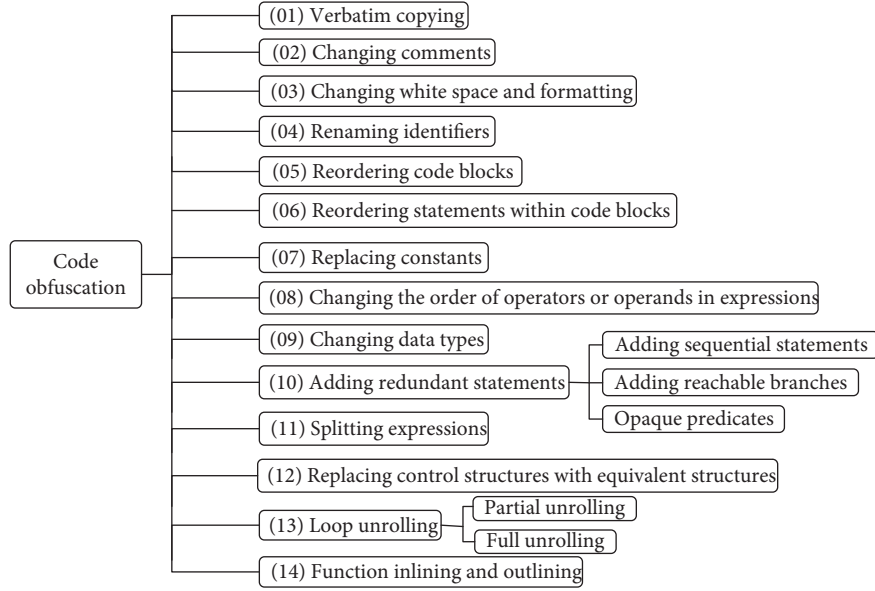 (01) Verbatim copying
(02) Changing comments
(03) Changing white space and formatting
(04) Renaming identifiers
(05) Reordering code blocks
(06) Reordering statements within code blocks
Code
obfuscation
(07) Replacing constants
(08) Changing the order of operators or operands in expressions
(09) Changing data types
(10) Adding redundant statements
Adding sequential statements
Adding reachable branches
Opaque predicates
(11) Splitting expressions
(12) Replacing control structures with equivalent structures
(13) Loop unrolling
Partial unrolling
Full unrolling
(14) Function inlining and outlining